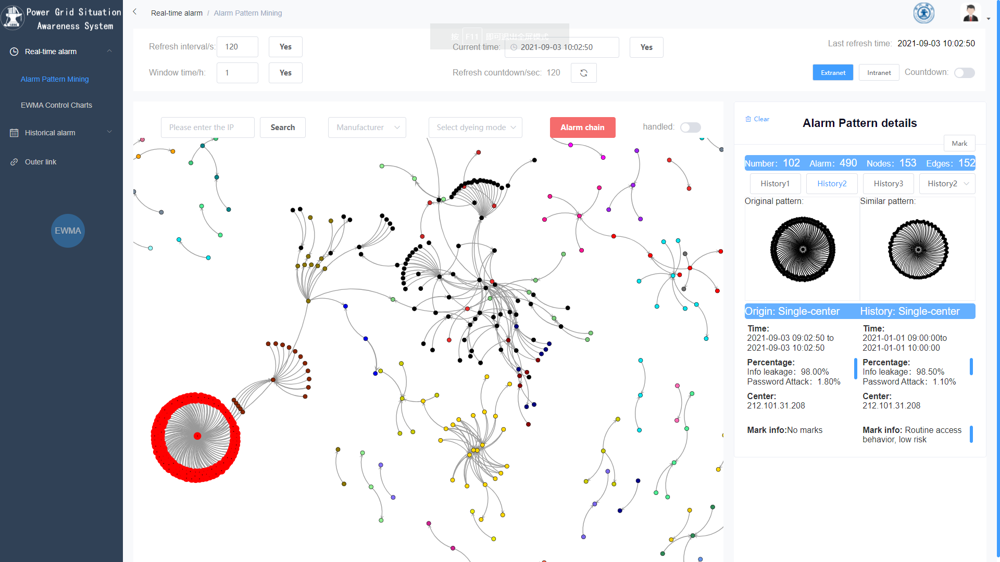 Power Grid Situation
Awareness System
1896
Real-time alarm
Alarm Pattern Mining
EWMA Control Charts
Historical alarm
Outer link
EWMA
Real-time alarm / Alarm Pattern Mining
按 F11 即可退出全屏模式
Refresh interval/s: 120 Yes
Current time: 2021-09-03 10:02:50 Yes
Last refresh time: 2021-09-03 10:02:50
Window time/h: 1 Yes
Refresh countdown/sec: 120
Extranet Intranet Countdown:
Please enter the IP Search Manufacturer Select dyeing mode Alarm chain handled:
Clear
Alarm Pattern details
Mark
Number: 102 Alarm: 490 Nodes: 153 Edges: 152
History1 History2 History3 History2
Original pattern: Similar pattern:
Origin: Single-center History: Single-center
Time:
2021-09-03 09:02:50 to
2021-09-03 10:02:50
Percentage:
Info leakage: 98.00%
Password Attack: 1.80%
Center:
212.101.31.208
Mark info:No marks
Time:
2021-01-01 09:00:00to
2021-01-01 10:00:00
Percentage:
Info leakage: 98.50%
Password Attack: 1.10%
Center:
212.101.31.208
Mark info: Routine access
behavior, low risk